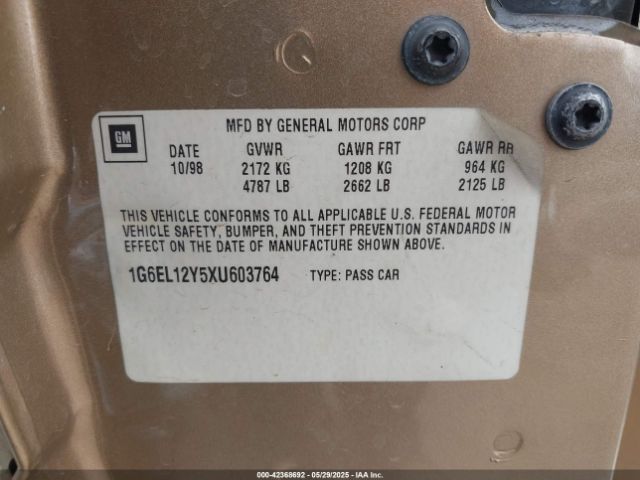 GM
MFD BY GENERAL MOTORS CORP
DATE GVWR GAWR FRT GAWR RR
10/98 2172 KG 1208 KG 964 KG
4787 LB 2662 LB 2125 LB
THIS VEHICLE CONFORMS TO ALL APPLICABLE U.S. FEDERAL MOTOR
VEHICLE SAFETY, BUMPER, AND THEFT PREVENTION STANDARDS IN
EFFECT ON THE DATE OF MANUFACTURE SHOWN ABOVE.
1G6EL12Y5XU603764 TYPE: PASS CAR
000-42368692 - 05/29/2025 - IAAI.COM